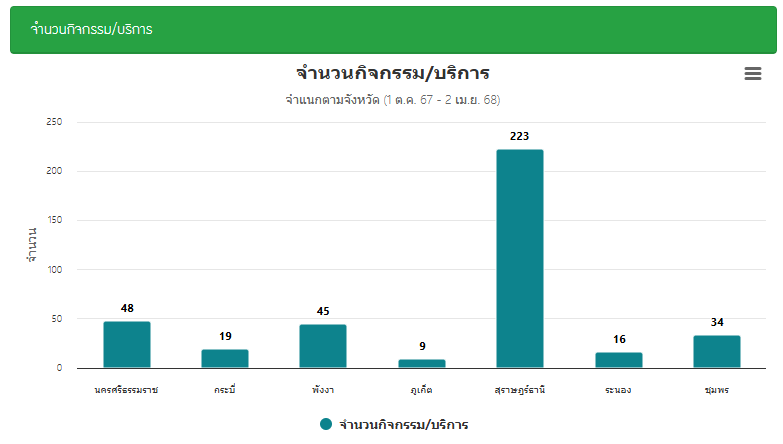 จำนวนกิจกรรม/บริการ
จำนวนกิจกรรม/บริการ
จำแนกตามจังหวัด (1 ต.ค. 67 - 2 เม.ย. 68)
จำนวน
250
200
150
100
50
0
48
19
45
9
223
16
34
นครศรีธรรมราช
กระบี่
พังงา
ภูเก็ต
สุราษฎร์ธานี
ระนอง
ชุมพร
จำนวนกิจกรรม/บริการ